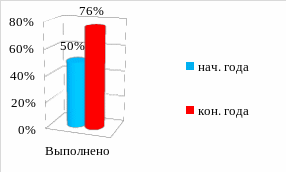 80%
76%
60%
50%
40%
20%
0%
Выполнено
нач. года
кон. года